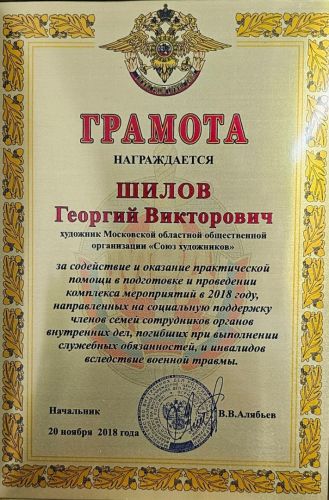 ГРАМОТА
НАГРАЖДАЕТСЯ
ШИЛОВ
Георгий Викторович
художник Московской областной общественной
организации «Союз художников»
за содействие и оказание практической
помощи в подготовке и проведении
комплекса мероприятий в 2018 году,
направленных на социальную поддержку
членов семей сотрудников органов
внутренних дел, погибших при выполнении
служебных обязанностей, и инвалидов
вследствие военной травмы.
Начальник В.В.Алябьев
20 ноября 2018 года